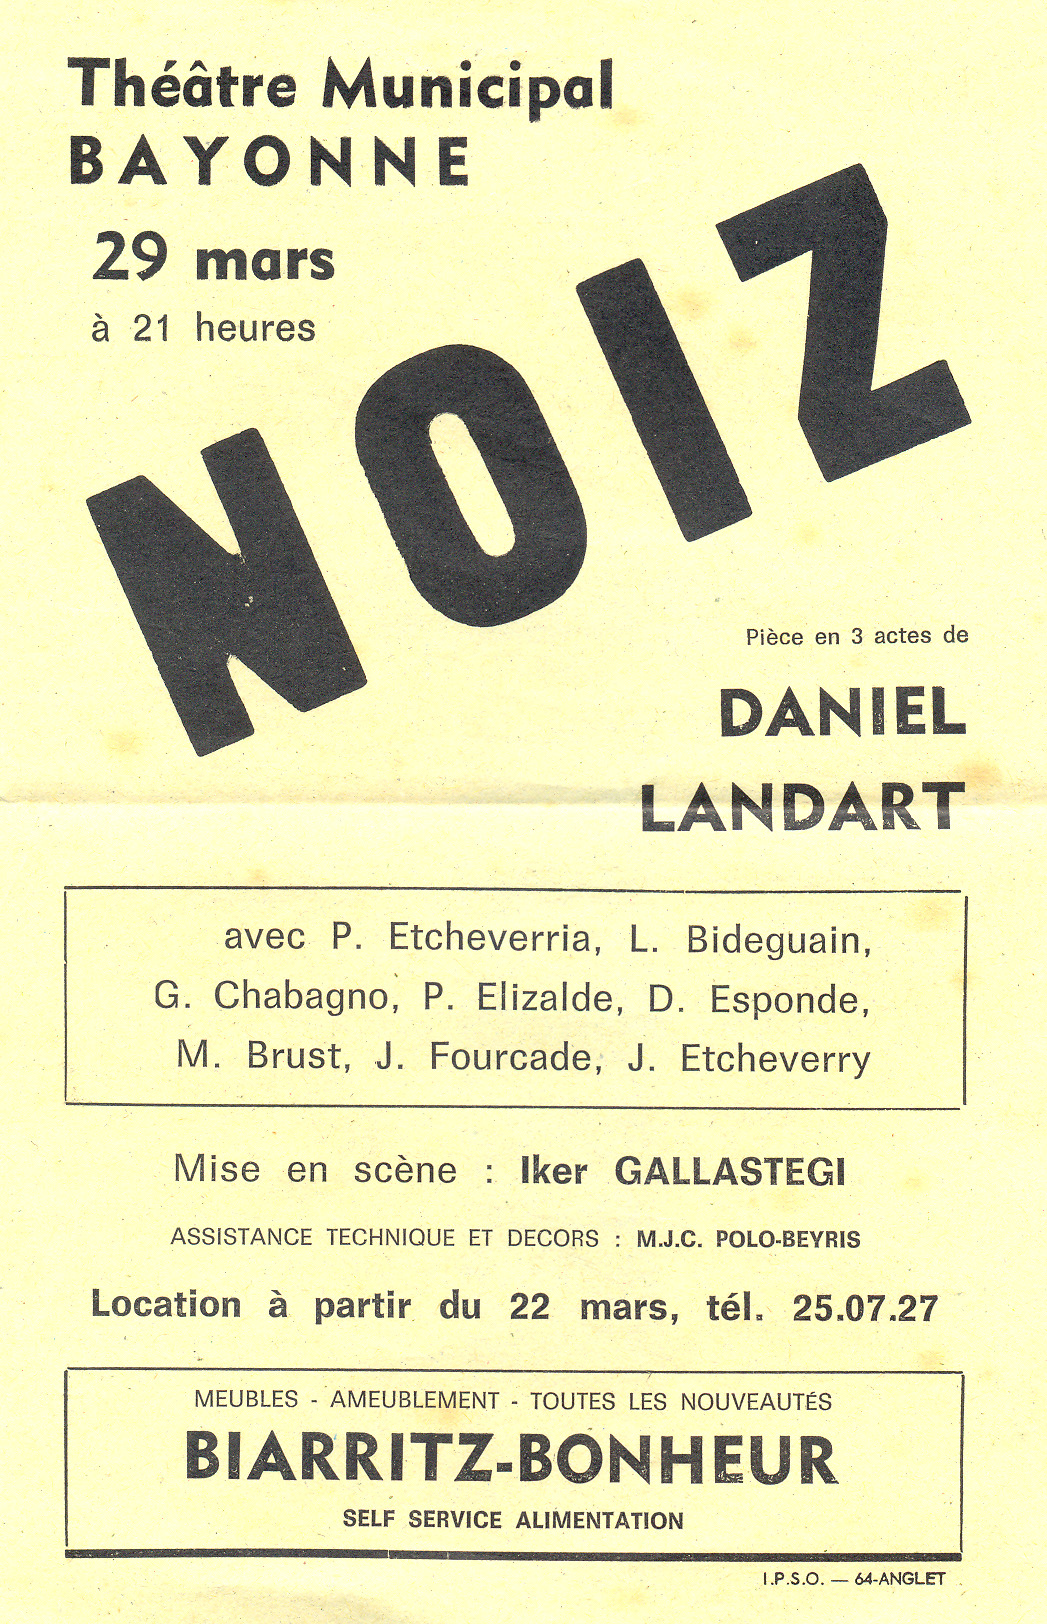 Théâtre Municipal
BAYONNE
29 mars
à 21 heures
NOIZ
Pièce en 3 actes de
DANIEL
LANDART
avec P. Etcheverria, L. Bideguain,
G. Chabagno, P. Elizalde, D. Esponde,
M. Brust, J. Fourcade, J. Etcheverry
Mise en scène : Iker GALLASTEGI
ASSISTANCE TECHNIQUE ET DECORS : M.J.C. POLO-BEYRIS
Location à partir du 22 mars, tél. 25.07.27
MEUBLES - AMEUBLEMENT - TOUTES LES NOUVEAUTÉS
BIARRITZ-BONHEUR
SELF SERVICE ALIMENTATION
I.P.S.O. — 64-ANGLET